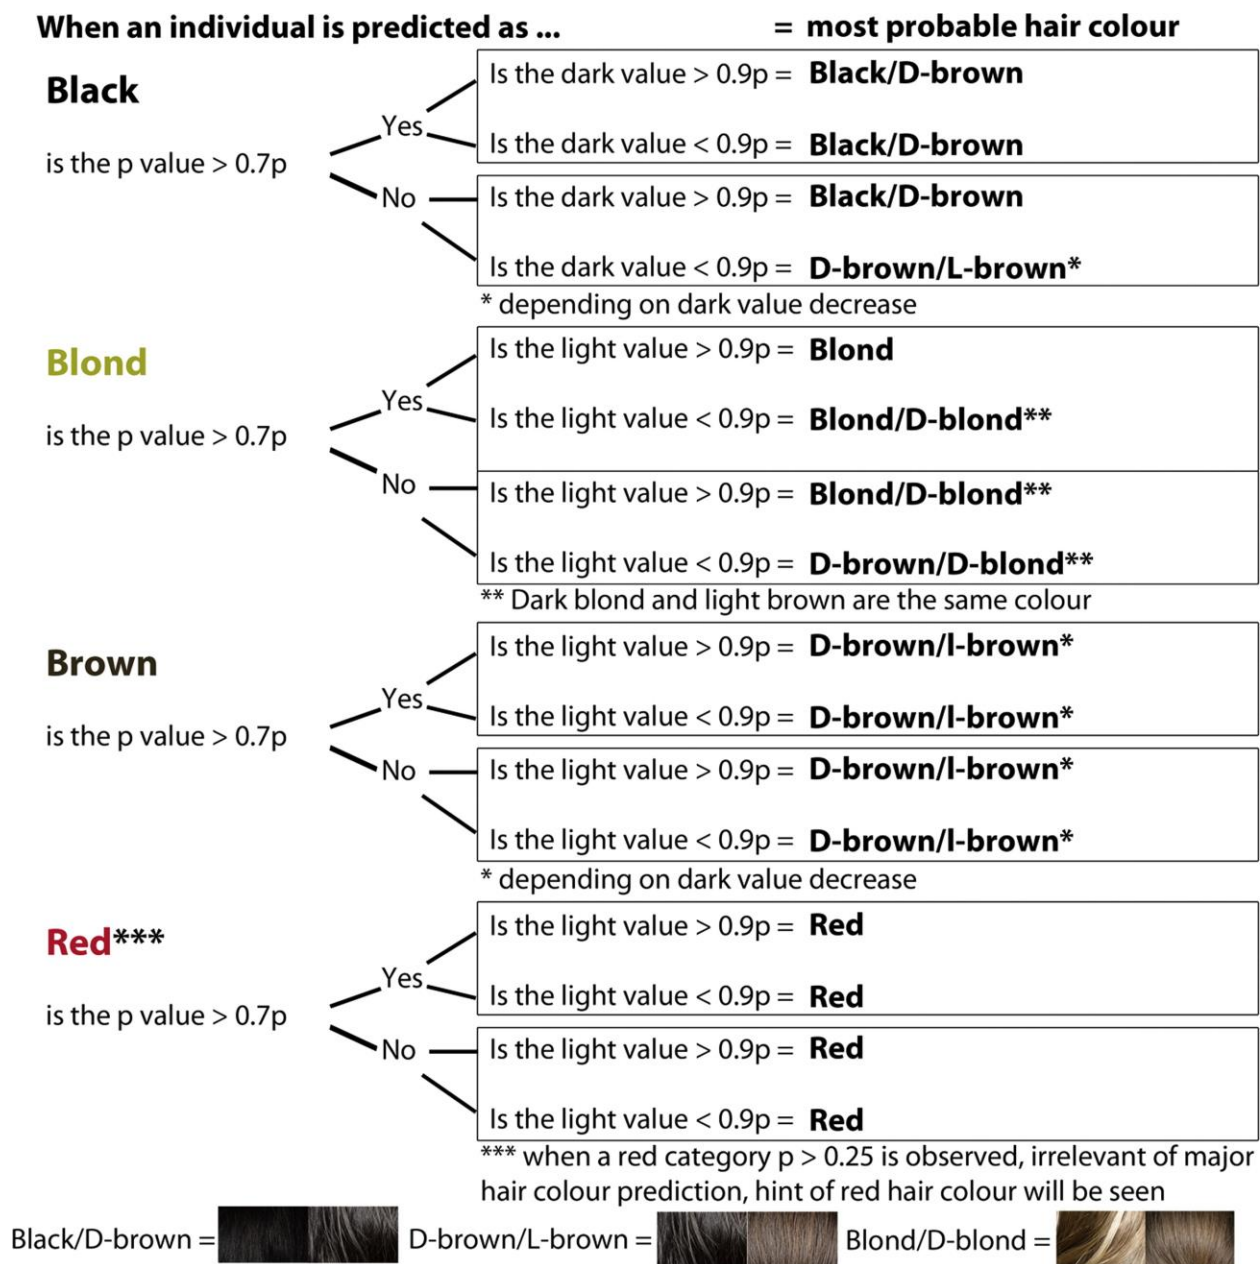 When an individual is predicted as ... = most probable hair colour
Black
is the p value > 0.7p
Yes
Is the dark value > 0.9p = Black/D-brown
Is the dark value < 0.9p = Black/D-brown
No
Is the dark value > 0.9p = Black/D-brown
Is the dark value < 0.9p = D-brown/L-brown*
* depending on dark value decrease
Blond
is the p value > 0.7p
Yes
Is the light value > 0.9p = Blond
Is the light value < 0.9p = Blond/D-blond**
No
Is the light value > 0.9p = Blond/D-blond**
Is the light value < 0.9p = D-brown/D-blond**
** Dark blond and light brown are the same colour
Brown
is the p value > 0.7p
Yes
Is the light value > 0.9p = D-brown/l-brown*
Is the light value < 0.9p = D-brown/l-brown*
No
Is the light value > 0.9p = D-brown/l-brown*
Is the light value < 0.9p = D-brown/l-brown*
* depending on dark value decrease
Red***
is the p value > 0.7p
Yes
Is the light value > 0.9p = Red
Is the light value < 0.9p = Red
No
Is the light value > 0.9p = Red
Is the light value < 0.9p = Red
*** when a red category p > 0.25 is observed, irrelevant of major
hair colour prediction, hint of red hair colour will be seen
Black/D-brown = D-brown/L-brown = Blond/D-blond =